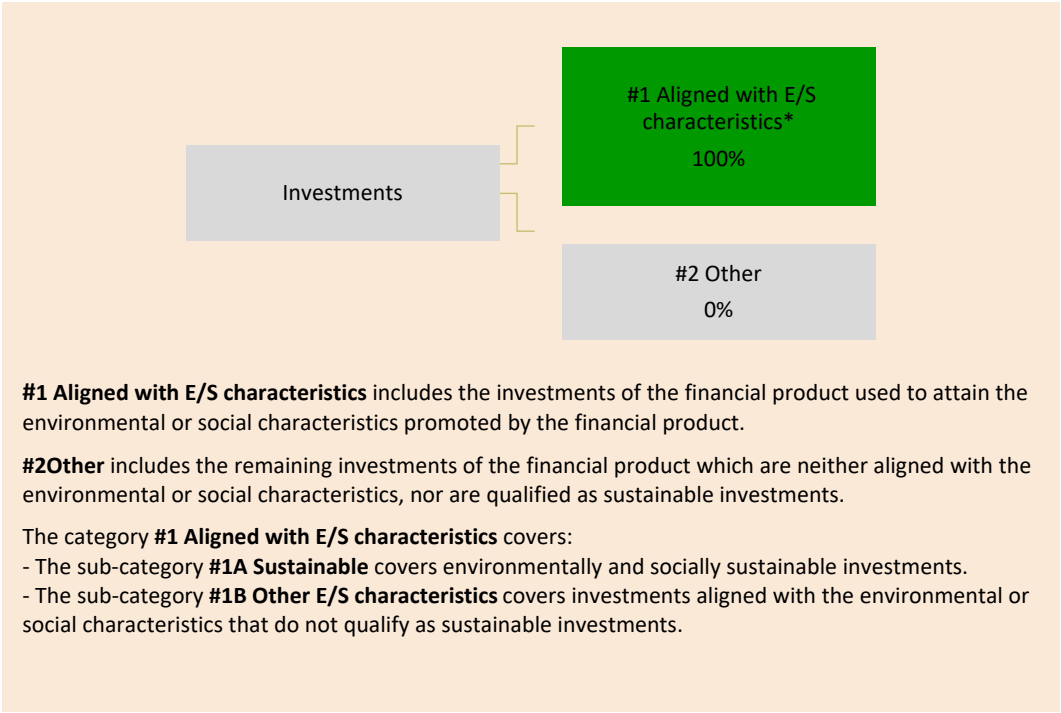 #1 Aligned with E/S
characteristics*
100%
Investments
#2 Other
0%
#1 Aligned with E/S characteristics includes the investments of the financial product used to attain the
environmental or social characteristics promoted by the financial product.
#2Other includes the remaining investments of the financial product which are neither aligned with the
environmental or social characteristics, nor are qualified as sustainable investments.
The category #1 Aligned with E/S characteristics covers:
- The sub-category #1A Sustainable covers environmentally and socially sustainable investments.
- The sub-category #1B Other E/S characteristics covers investments aligned with the environmental or
social characteristics that do not qualify as sustainable investments.